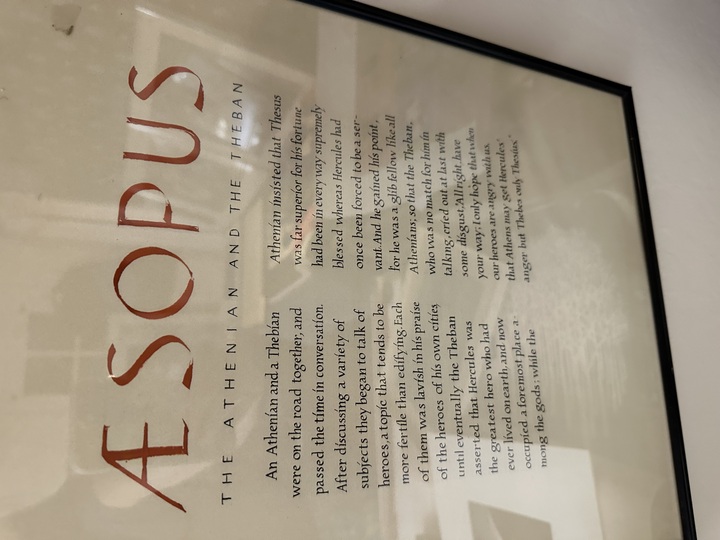 ÆSOPUS
THE ATHENIAN AND THE THEBAN
An Athenian and a Thebian
were on the road together, and
passed the time in conversation.
After discussing a variety of
subjects they began to talk of
heroes, a topic that tends to be
more fertile than edifying. Each
of them was lavish in his praise
of the heroes of his own cities,
until eventually the Theban
asserted that Hercules was
the greatest hero who had
ever lived on earth, and now
occupied a foremost place a-
mong the gods; while the
Athenian insisted that Thesus
was far superior for his fortune
had been in every way supremely
blessed whereas Hercules had
once been forced to be a ser-
vant. And he gained his point,
for he was a glib fellow like all
Athenians; so that the Theban,
who was no match for him in
talking, cried out at last with
some disgust, 'All right, have
your way; I only hope that when
our heroes are angry with us,
that Athens may get Hercules'
anger but Thebes only Thesius'.'